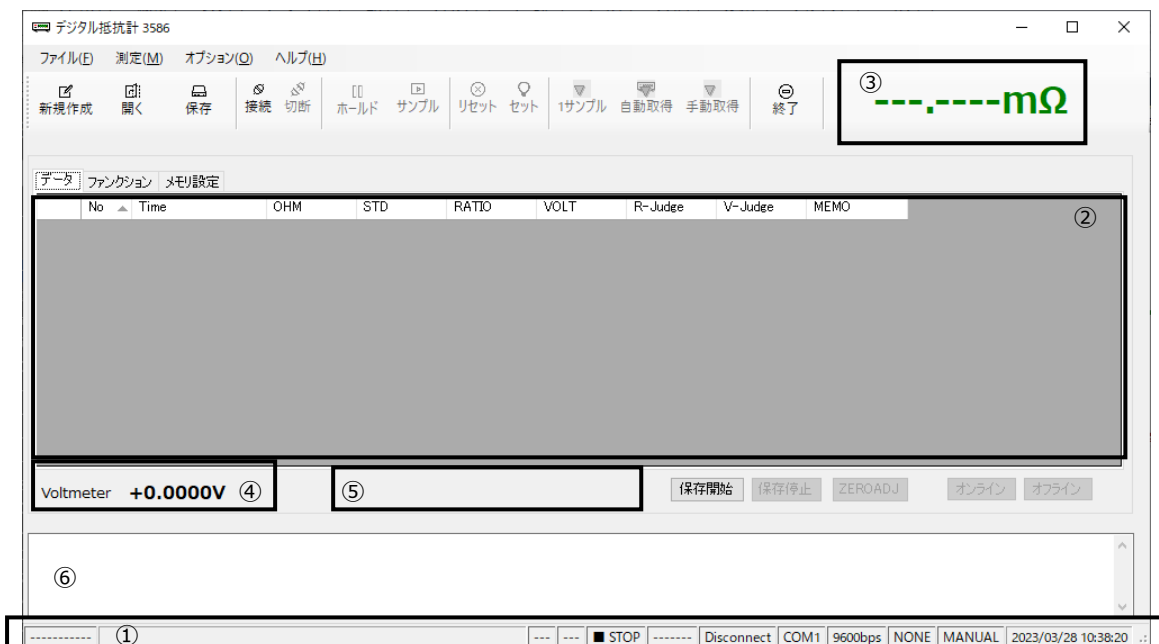 デジタル抵抗計 3586
ファイル(F) 測定(M) オプション(O) ヘルプ(H)
新規作成 開く 保存 接続 切断 ホールド サンプル リセット セット 1サンプル 自動取得 手動取得 終了
③ ---.----mΩ
データ ファンクション メモリ設定
No Time OHM STD RATIO VOLT R-Judge V-Judge MEMO
②
Voltmeter +0.0000V ④ ⑤ 保存開始 保存停止 ZEROADJ オンライン オフライン
⑥
----------- ① --- --- ■ STOP ------- Disconnect COM1 9600bps NONE MANUAL 2023/03/28 10:38:20